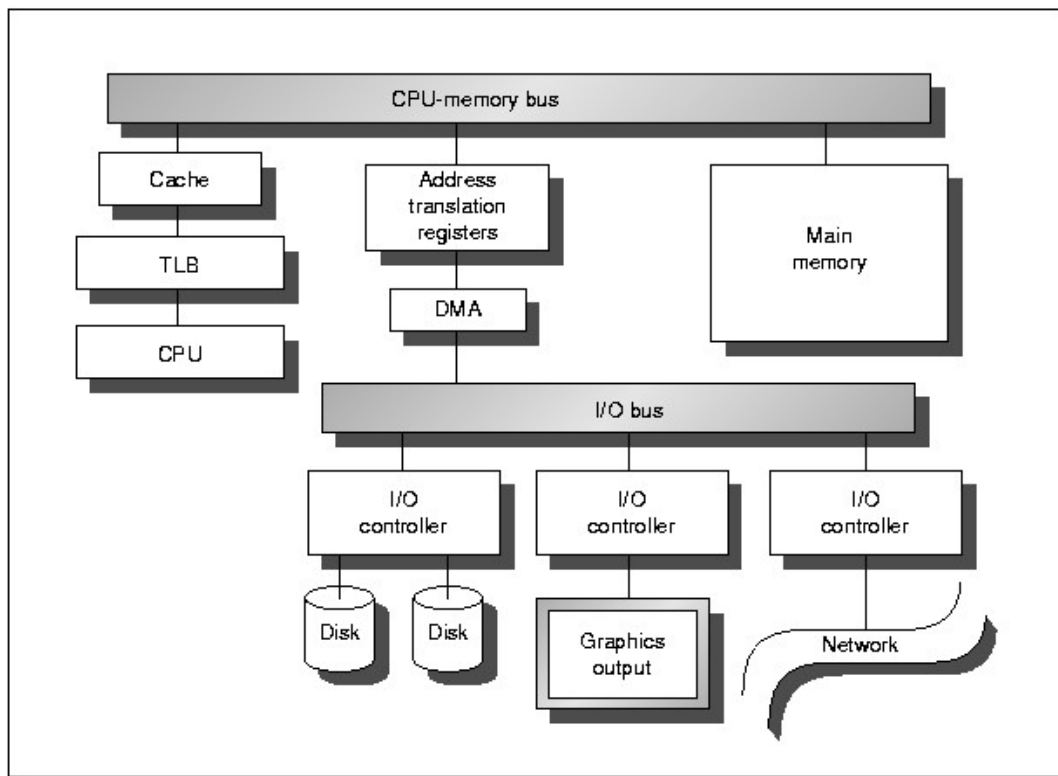 CPU-memory bus
Cache
Address
translation
registers
Main
memory
TLB
DMA
CPU
I/O bus
I/O
controller
I/O
controller
I/O
controller
Disk
Disk
Graphics
output
Network